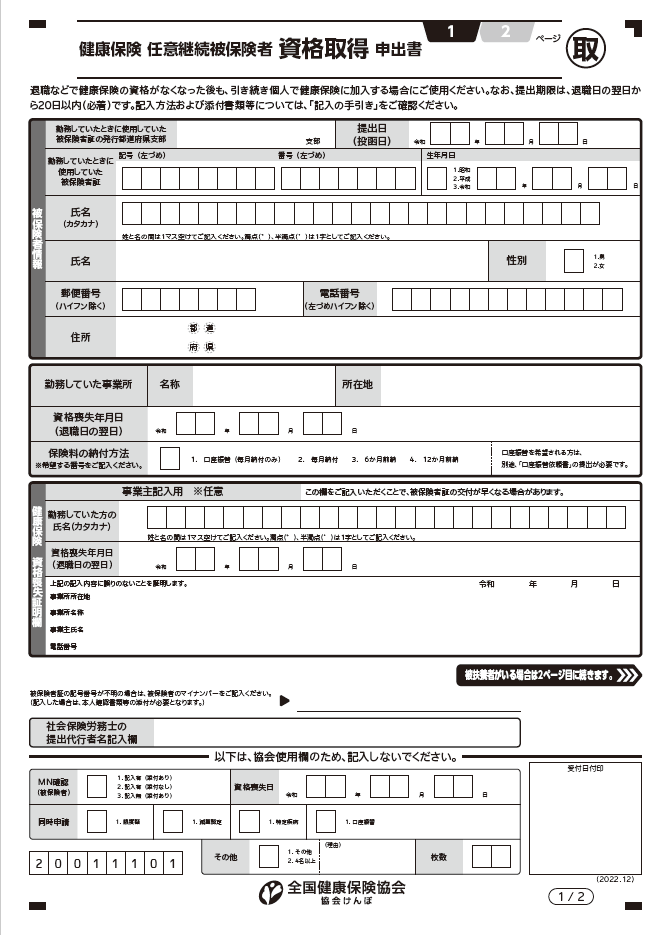 1 2 ページ
健康保険 任意継続被保険者 資格取得 申出書
取
退職などで健康保険の資格がなくなった後も、引き続き個人で健康保険に加入する場合にご使用ください。なお、提出期限は、退職日の翌日か
ら20日以内（必着）です。記入方法および添付書類等については、「記入の手引き」をご確認ください。
被保険者情報
勤務していたときに使用していた
被保険者証の発行都道府県支部
支部
提出日
（投函日）
令和 年 月 日
勤務していたときに
使用していた
被保険者証
記号（左づめ） 番号（左づめ） 生年月日
1.昭和
2.平成
3.令和
年 月 日
氏名
（カタカナ）
姓と名の間は1マス空けてご記入ください。濁点（゛）、半濁点（゜）は1字としてご記入ください。
氏名
性別
1.男
2.女
郵便番号
（ハイフン除く）
電話番号
（左づめハイフン除く）
住所
都 道
府 県
勤務していた事業所 名称 所在地
資格喪失年月日
（退職日の翌日）
令和 年 月 日
保険料の納付方法
※希望する番号をご記入ください。
1. 口座振替（毎月納付のみ） 2. 毎月納付 3. 6か月前納 4. 12か月前納
口座振替を希望される方は、
別途、「口座振替依頼書」の提出が必要です。
健康保険 資格喪失証明欄
事業主記入用 ※任意
この欄をご記入いただくことで、被保険者証の交付が早くなる場合があります。
勤務していた方の
氏名（カタカナ）
姓と名の間は1マス空けてご記入ください。濁点（゛）、半濁点（゜）は1字としてご記入ください。
資格喪失年月日
（退職日の翌日）
令和 年 月 日
上記の記入内容に誤りのないことを証明します。
令和 年 月 日
事業所所在地
事業所名称
事業主氏名
電話番号
被扶養者がいる場合は2ページ目に続きます。
被保険者証の記号番号が不明の場合は、被保険者のマイナンバーをご記入ください。
（記入した場合は、本人確認書類等の添付が必要となります。）
社会保険労務士の
提出代行者名記入欄
以下は、協会使用欄のため、記入しないでください。
MN確認
（被保険者）
1. 記入有（添付あり）
2. 記入有（添付なし）
3. 記入無（添付あり）
資格喪失日
令和 年 月 日
受付日付印
同時申請
1. 限度額
1. 減額認定
1. 特定疾病
1. 口座振替
20011101
その他
1. その他
2. 4名以上
（理由）
枚数
(2022.12)
全国健康保険協会
協会けんぽ
1/2